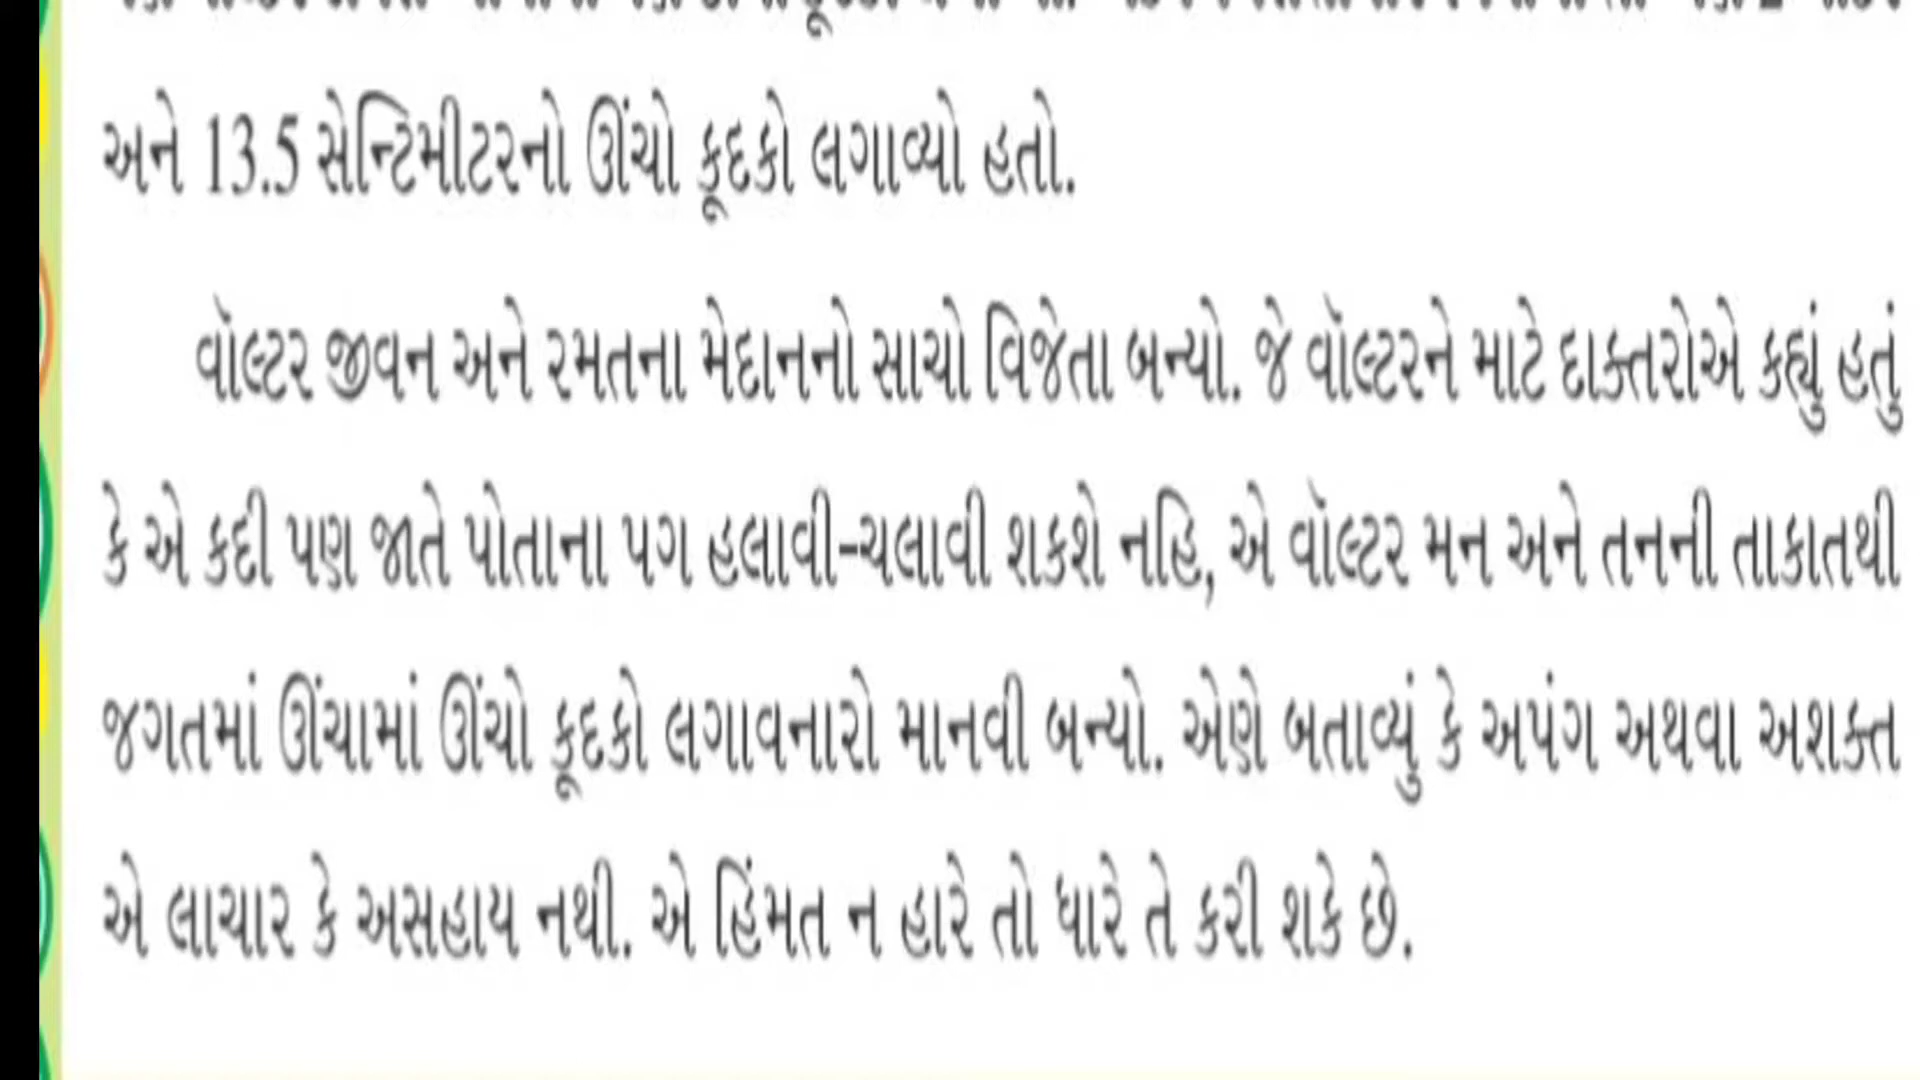 અને 13.5 સેન્ટિમીટરનો ઊંચો કૂદકો લગાવ્યો હતો.
વૉલ્ટર જીવન અને રમતના મેદાનનો સાચો વિજેતા બન્યો. જે વૉલ્ટરને માટે દાક્તરોએ કહ્યું હતું
કે એ કદી પણ જાતે પોતાના પગ હલાવી-ચલાવી શકશે નહિ, એ વૉલ્ટર મન અને તનની તાકાતથી
જગતમાં ઊંચામાં ઊંચો કૂદકો લગાવનારો માનવી બન્યો. એણે બતાવ્યું કે અપંગ અથવા અશક્ત
એ લાચાર કે અસહાય નથી. એ હિંમત ન હારે તો ધારે તે કરી શકે છે.